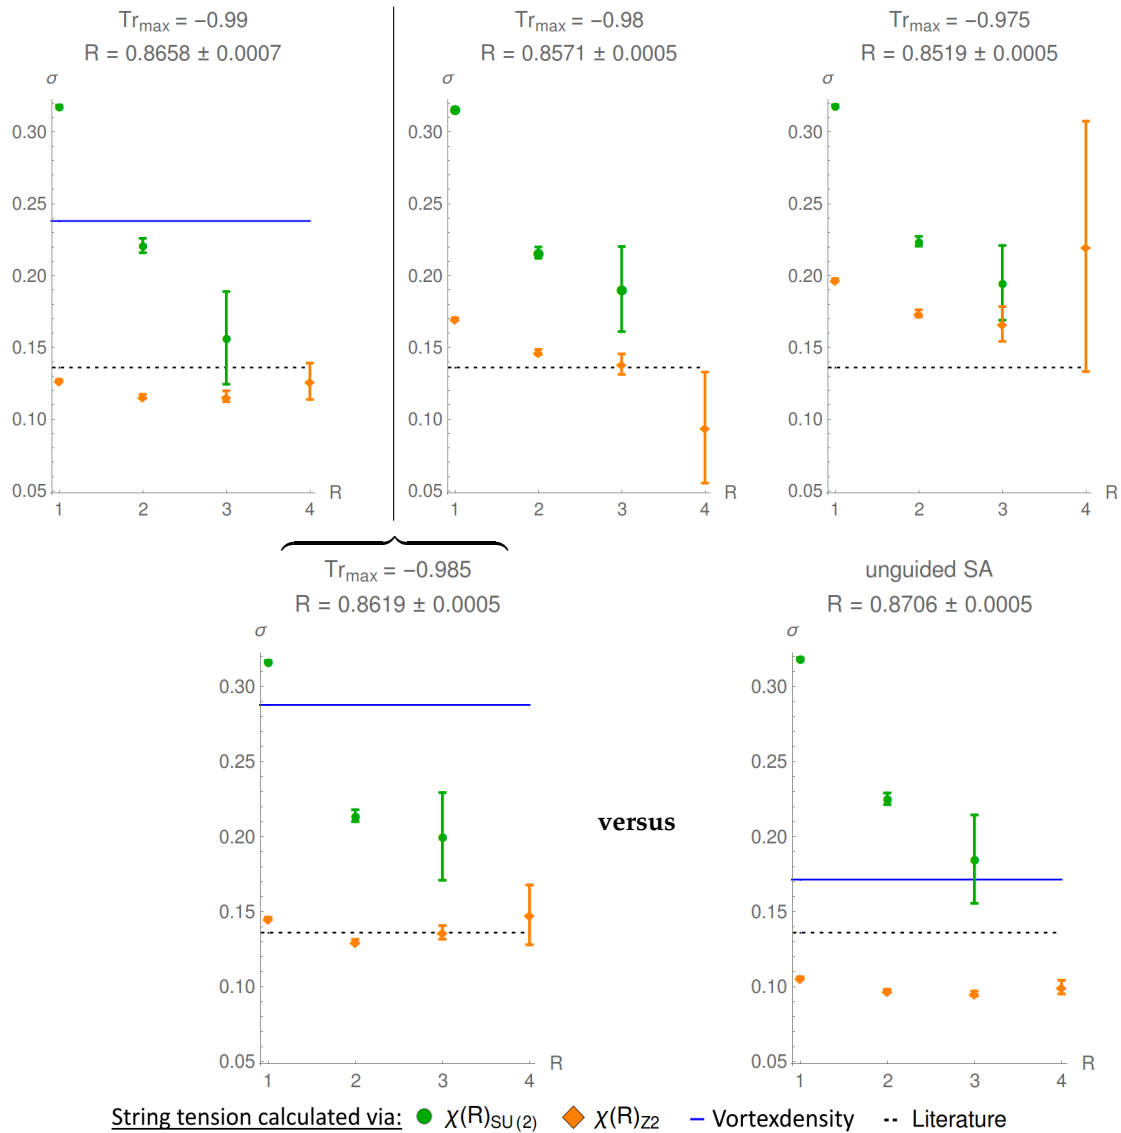 Tr_max = −0.99
R = 0.8658 ± 0.0007
σ
0.30
0.25
0.20
0.15
0.10
0.05
1 2 3 4 R
Tr_max = −0.98
R = 0.8571 ± 0.0005
σ
0.30
0.25
0.20
0.15
0.10
0.05
1 2 3 4 R
Tr_max = −0.975
R = 0.8519 ± 0.0005
σ
0.30
0.25
0.20
0.15
0.10
0.05
1 2 3 4 R
Tr_max = −0.985
R = 0.8619 ± 0.0005
σ
0.30
0.25
0.20
0.15
0.10
0.05
1 2 3 4 R
versus
unguided SA
R = 0.8706 ± 0.0005
σ
0.30
0.25
0.20
0.15
0.10
0.05
1 2 3 4 R
String tension calculated via: χ(R)_SU(2) χ(R)_Z2 Vortexdensity Literature